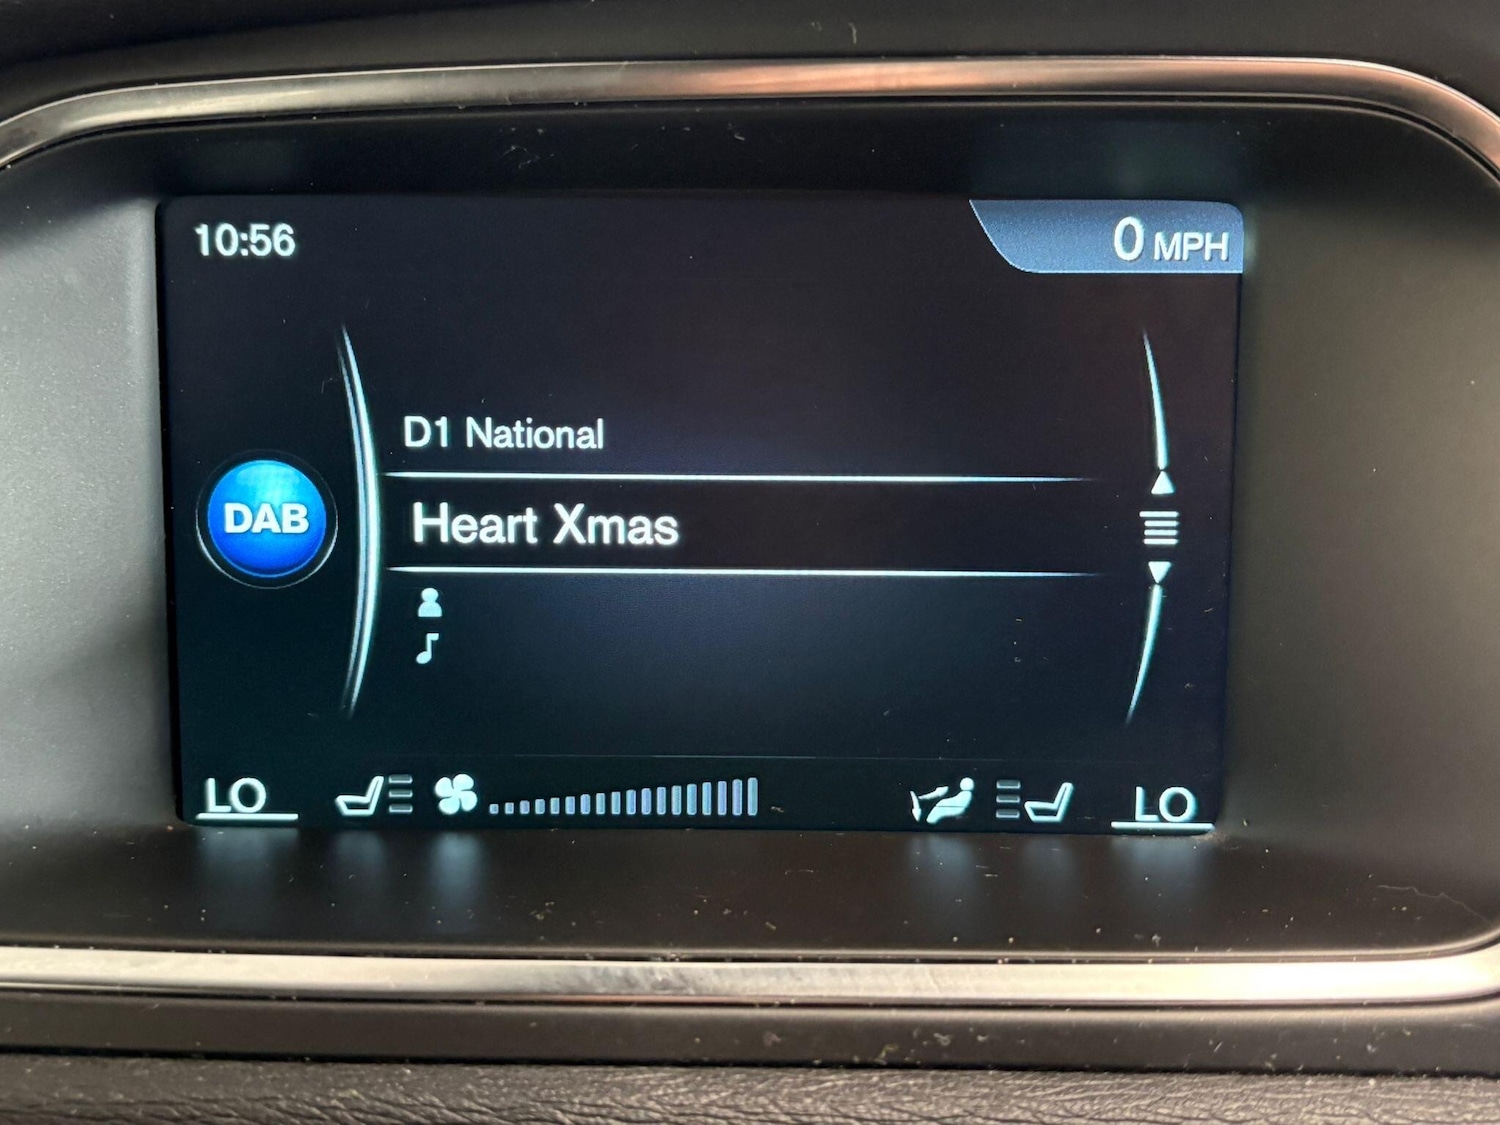 10:56
0 MPH
D1 National
DAB
Heart Xmas
LO
LO